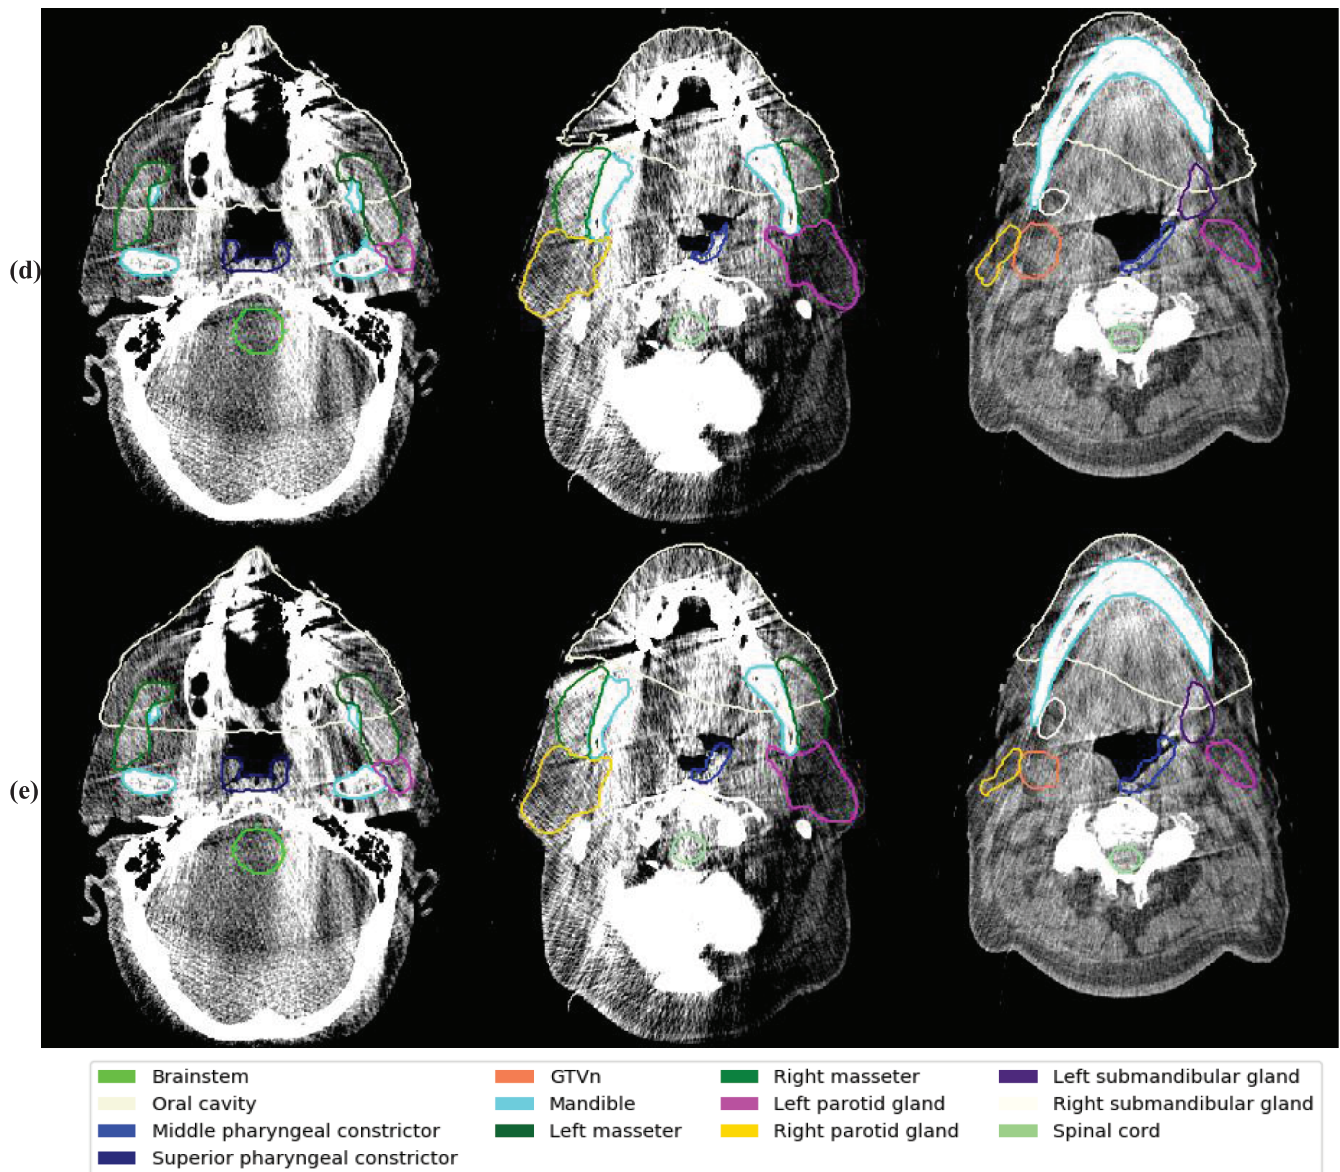 (d)
(e)
Brainstem
Oral cavity
Middle pharyngeal constrictor
Superior pharyngeal constrictor
GTVn
Mandible
Left masseter
Right masseter
Left parotid gland
Right parotid gland
Left submandibular gland
Right submandibular gland
Spinal cord